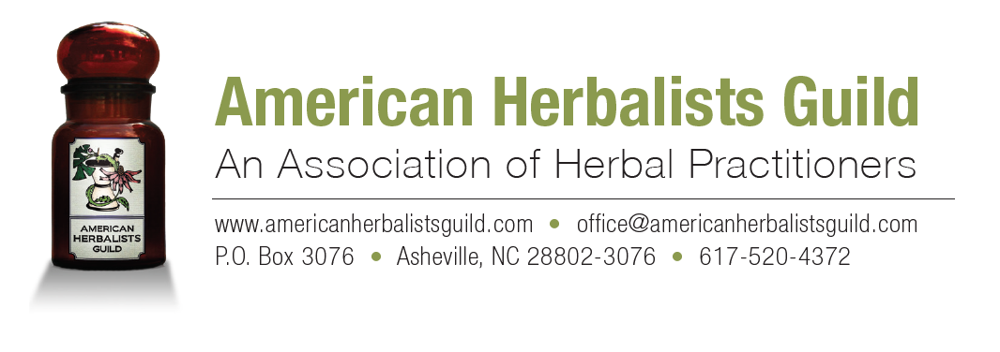 American Herbalists Guild
An Association of Herbal Practitioners
www.americanherbalistsguild.com • office@americanherbalistsguild.com
P.O. Box 3076 • Asheville, NC 28802-3076 • 617-520-4372
AMERICAN
HERBALISTS
GUILD